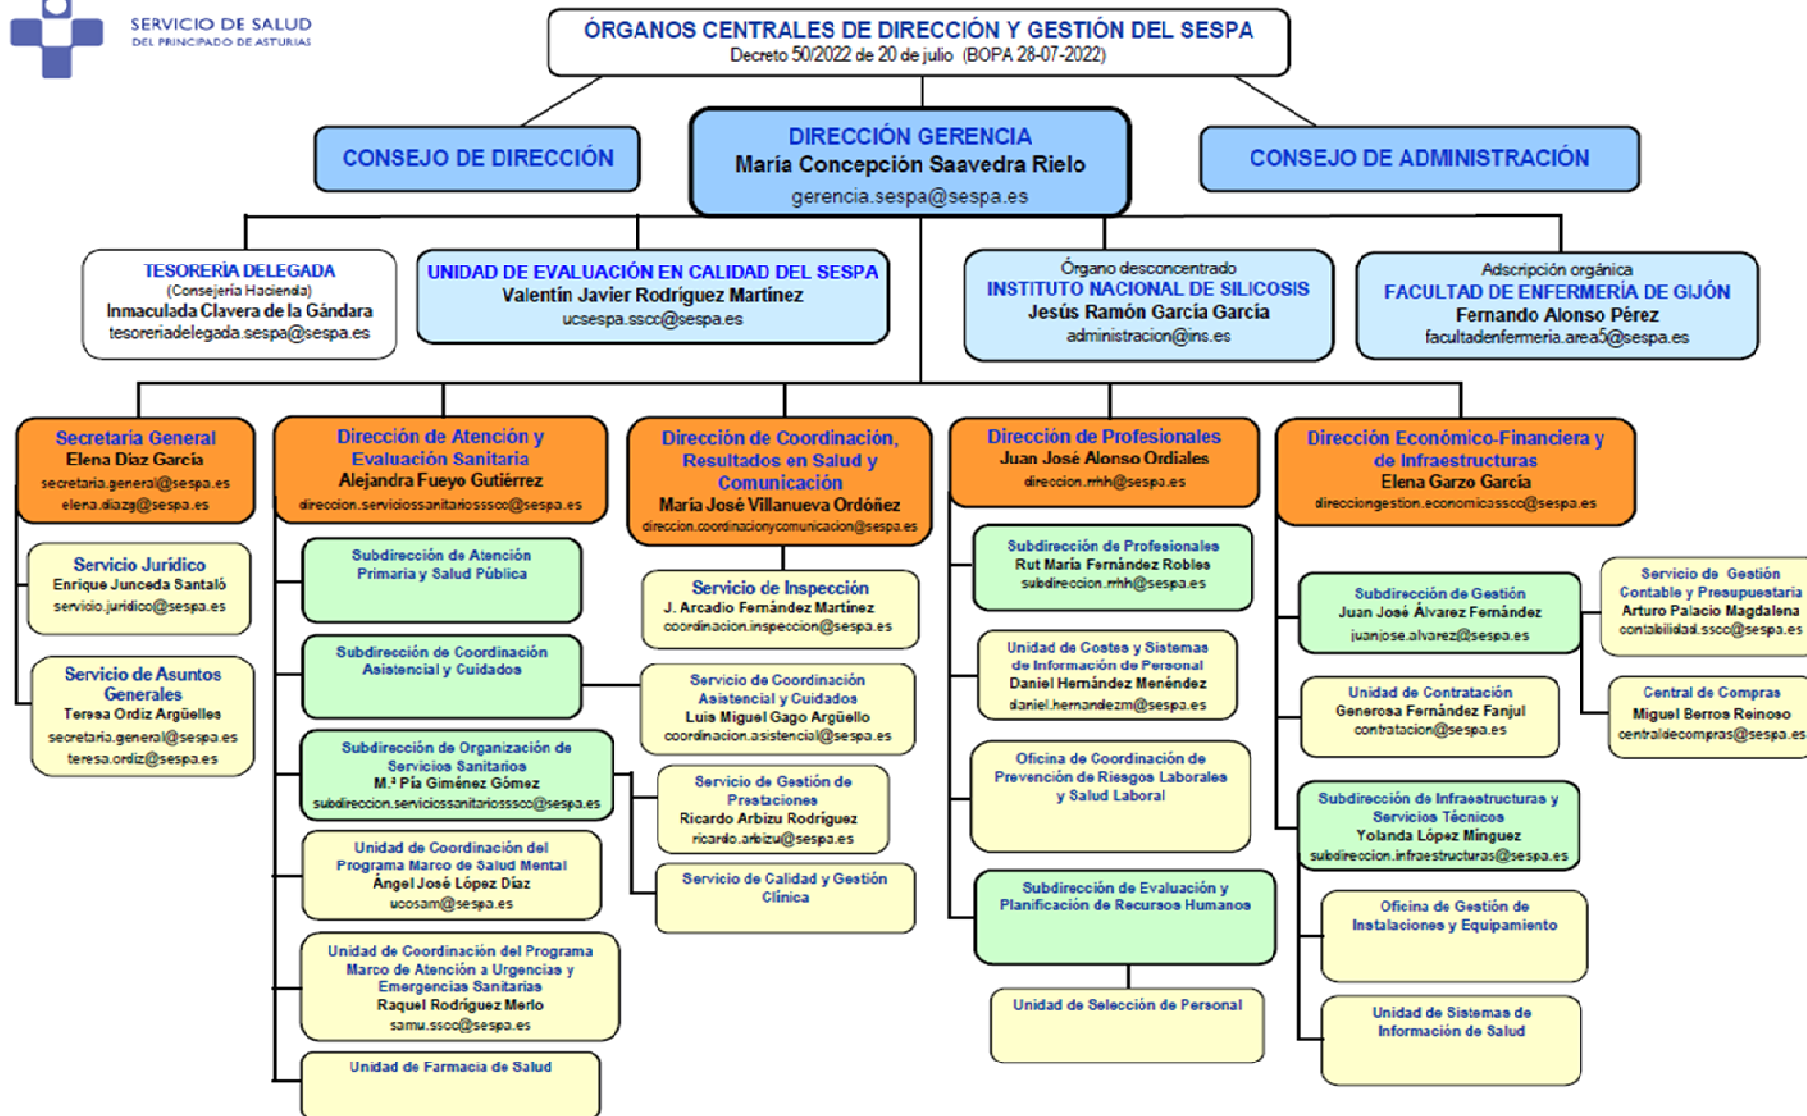 SERVICIO DE SALUD
DEL PRINCIPADO DE ASTURIAS
ÓRGANOS CENTRALES DE DIRECCIÓN Y GESTIÓN DEL SESPA
Decreto 50/2022 de 20 de julio (BOPA 28-07-2022)
CONSEJO DE DIRECCIÓN
DIRECCIÓN GERENCIA
María Concepción Saavedra Rielo
gerencia.sespa@sespa.es
CONSEJO DE ADMINISTRACIÓN
TESORERÍA DELEGADA
(Consejería Hacienda)
Inmaculada Clavera de la Gándara
tesoreriadelegada.sespa@sespa.es
UNIDAD DE EVALUACIÓN EN CALIDAD DEL SESPA
Valentín Javier Rodríguez Martínez
ucsespa.sscc@sespa.es
Órgano desconcentrado
INSTITUTO NACIONAL DE SILICOSIS
Jesús Ramón García García
administracion@ins.es
Adscripción orgánica
FACULTAD DE ENFERMERÍA DE GIJÓN
Fernando Alonso Pérez
facultadenfermeria.area5@sespa.es
Secretaría General
Elena Díaz García
secretaria.general@sespa.es
elena.diazg@sespa.es
Servicio Jurídico
Enrique Junceda Santaló
servicio.juridico@sespa.es
Servicio de Asuntos
Generales
Teresa Ordiz Argüelles
secretaria.general@sespa.es
teresa.ordiz@sespa.es
Dirección de Atención y
Evaluación Sanitaria
Alejandra Fueyo Gutiérrez
direccion.serviciossanitariossscc@sespa.es
Subdirección de Atención
Primaria y Salud Pública
Subdirección de Coordinación
Asistencial y Cuidados
Subdirección de Organización de
Servicios Sanitarios
M.ª Pía Giménez Gómez
subdireccion.serviciossanitariossscc@sespa.es
Unidad de Coordinación del
Programa Marco de Salud Mental
Ángel José López Díaz
ucosam@sespa.es
Unidad de Coordinación del Programa
Marco de Atención a Urgencias y
Emergencias Sanitarias
Raquel Rodríguez Merlo
samu.sscc@sespa.es
Unidad de Farmacia de Salud
Dirección de Coordinación,
Resultados en Salud y
Comunicación
María José Villanueva Ordóñez
direccion.coordinacionycomunicacion@sespa.es
Servicio de Inspección
J. Arcadio Fernández Martínez
coordinacion.inspeccion@sespa.es
Servicio de Coordinación
Asistencial y Cuidados
Luis Miguel Gago Argüello
coordinacion.asistencial@sespa.es
Servicio de Gestión de
Prestaciones
Ricardo Arbizu Rodríguez
ricardo.arbizu@sespa.es
Servicio de Calidad y Gestión
Clínica
Dirección de Profesionales
Juan José Alonso Ordiales
direccion.rrhh@sespa.es
Subdirección de Profesionales
Rut María Fernández Robles
subdireccion.rrhh@sespa.es
Unidad de Costes y Sistemas
de Información de Personal
Daniel Hernández Menéndez
daniel.hernandezm@sespa.es
Oficina de Coordinación de
Prevención de Riesgos Laborales
y Salud Laboral
Subdirección de Evaluación y
Planificación de Recursos Humanos
Unidad de Selección de Personal
Dirección Económico-Financiera y
de Infraestructuras
Elena Garzo García
direcciongestion.economicasscc@sespa.es
Subdirección de Gestión
Juan José Álvarez Fernández
juanjose.alvarez@sespa.es
Servicio de Gestión
Contable y Presupuestaria
Arturo Palacio Magdalena
contabilidad.sscc@sespa.es
Unidad de Contratación
Generosa Fernández Fanjul
contratacion@sespa.es
Central de Compras
Miguel Berros Reinoso
centraldecompras@sespa.es
Subdirección de Infraestructuras y
Servicios Técnicos
Yolanda López Mínguez
subdireccion.infraestructuras@sespa.es
Oficina de Gestión de
Instalaciones y Equipamiento
Unidad de Sistemas de
Información de Salud